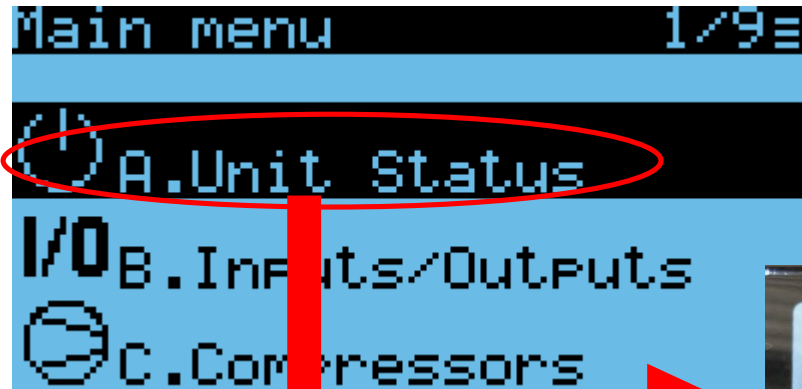 Main menu 1/9
A.Unit Status
I/O B.Inputs/Outputs
C.Compressors